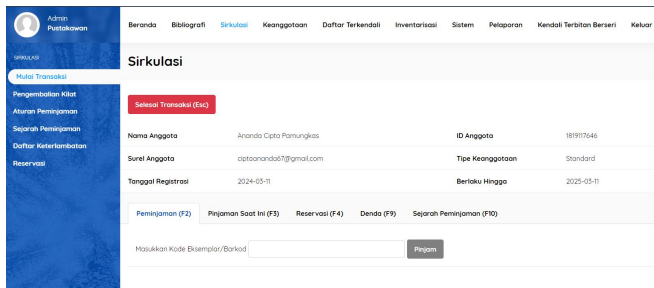 Admin
Pustakawan
Beranda Bibliografi Sirkulasi Keanggotaan Daftar Terkendali Inventarisasi Sistem Pelaporan Kendali Terbitan Berseri Keluar
SIRKULASI
Mulai Transaksi
Pengembalian Kilat
Aturan Peminjaman
Sejarah Peminjaman
Daftar Keterlambatan
Reservasi
Sirkulasi
Selesai Transaksi (Esc)
Nama Anggota Ananda Cipta Pamungkas ID Anggota 1819117646
Surel Anggota ciptaananda67@gmail.com Tipe Keanggotaan Standard
Tanggal Registrasi 2024-03-11 Berlaku Hingga 2025-03-11
Peminjaman (F2) Pinjaman Saat Ini (F3) Reservasi (F4) Denda (F9) Sejarah Peminjaman (F10)
Masukkan Kode Eksemplar/Barkod Pinjam